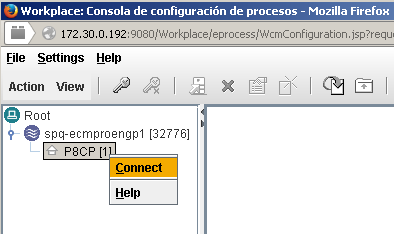 Workplace: Consola de configuración de procesos - Mozilla Firefox
172.30.0.192:9080/Workplace/eprocess/WcmConfiguration.jsp?reque
File Settings Help
Action View
Root
spq-ecmproengp1 [32776]
P8CP [1]
Connect
Help